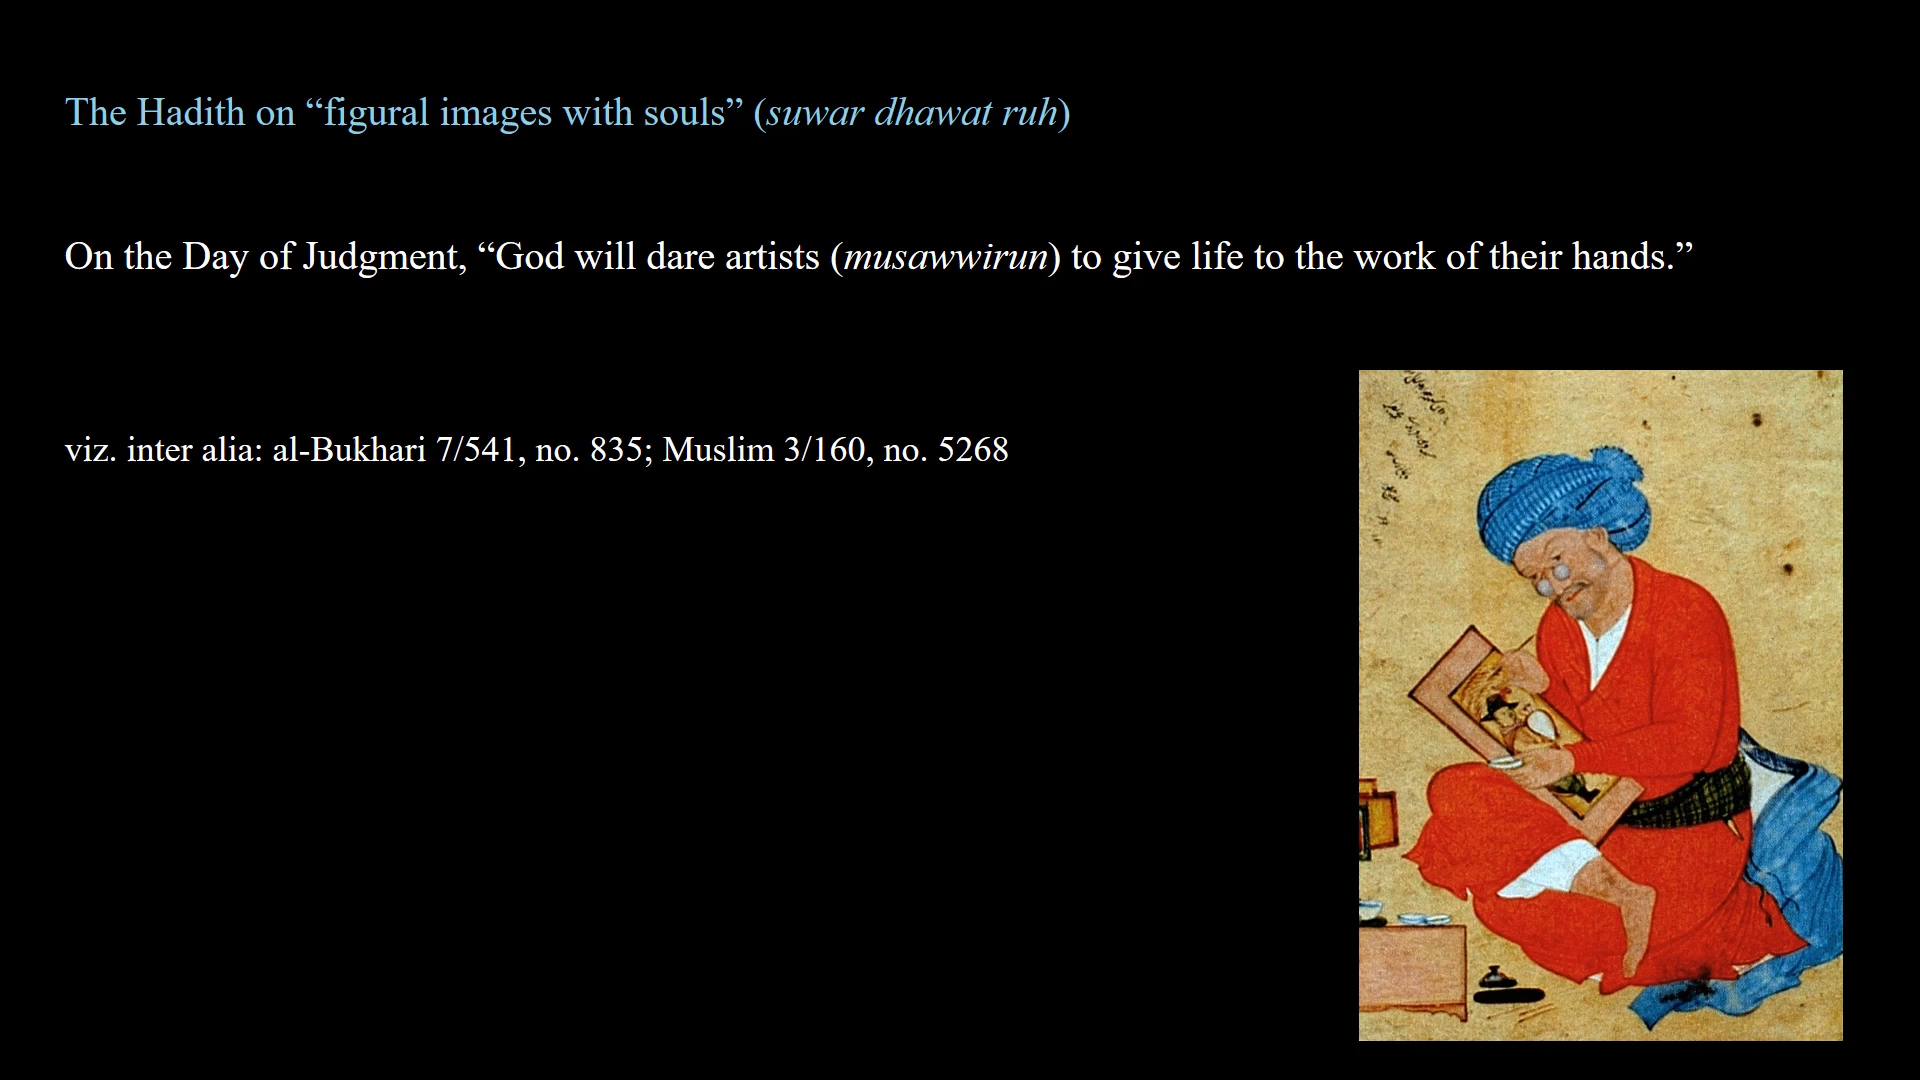 The Hadith on “figural images with souls” (suwar dhawat ruh)
On the Day of Judgment, “God will dare artists (musawwirun) to give life to the work of their hands.”
viz. inter alia: al-Bukhari 7/541, no. 835; Muslim 3/160, no. 5268